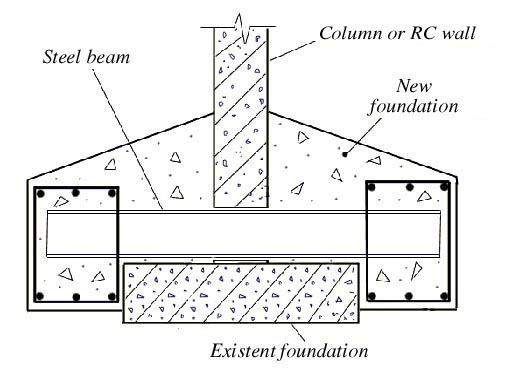 Column or RC wall
Steel beam
New
foundation
Existent foundation